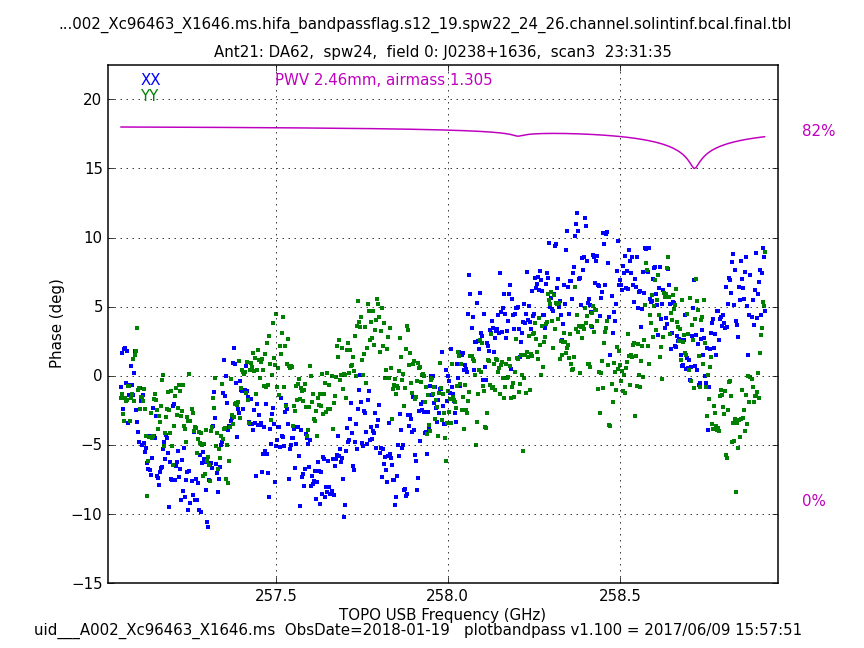 ...002_Xc96463_X1646.ms.hifa_bandpassflag.s12_19.spw22_24_26.channel.solintinf.bcal.final.tbl
Ant21: DA62,  spw24,  field 0: J0238+1636,  scan3  23:31:35
XX
PWV 2.46mm, airmass 1.305
YY
20
82%
15
10
5
Phase (deg)
0
−5
−10
0%
−15
257.5
258.0
258.5
TOPO USB Frequency (GHz)
uid___A002_Xc96463_X1646.ms  ObsDate=2018-01-19   plotbandpass v1.100 = 2017/06/09 15:57:51